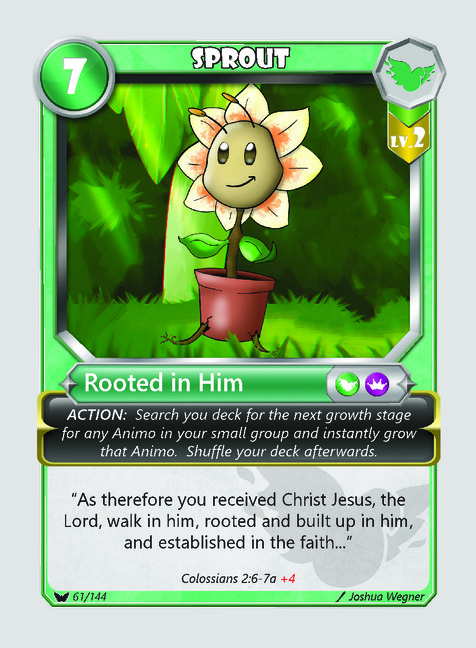 SPROUT
7
LV.2
Rooted in Him
ACTION: Search you deck for the next growth stage
for any Animo in your small group and instantly grow
that Animo. Shuffle your deck afterwards.
“As therefore you received Christ Jesus, the
Lord, walk in him, rooted and built up in him,
and established in the faith...”
Colossians 2:6-7a +4
61/144
Joshua Wegner